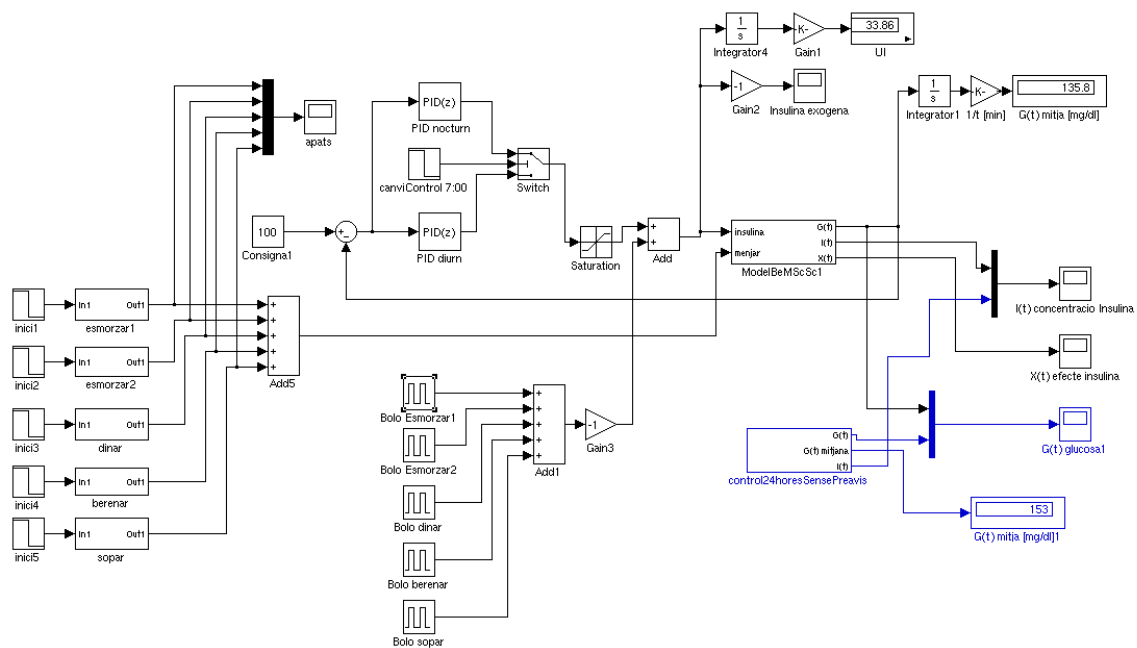 1
s
Integrator4
-K-
Gain1
33.86
UI
-1
Gain2
Insulina exogena
1
s
Integrator1
-K-
1/t [min]
135.8
G(t) mitja [mg/dl]
apats
PID(z)
PID nocturn
canviControl 7:00
Switch
100
Consigna1
+
-
PID(z)
PID diurn
Saturation
+
+
Add
insulina
menjar
G(t)
I(t)
X(t)
ModelBeMScSc1
I(t) concentracio Insulina
X(t) efecte insulina
inici1
In1
Out1
esmorzar1
inici2
In1
Out1
esmorzar2
inici3
In1
Out1
dinar
inici4
In1
Out1
berenar
inici5
In1
Out1
sopar
+
+
+
+
+
Add5
Bolo Esmorzar1
Bolo Esmorzar2
Bolo dinar
Bolo berenar
Bolo sopar
+
+
+
+
+
Add1
-1
Gain3
G(t)
G(t) mitjana
I(t)
control24horesSensePreavis
G(t) glucosa1
153
G(t) mitja [mg/dl]1